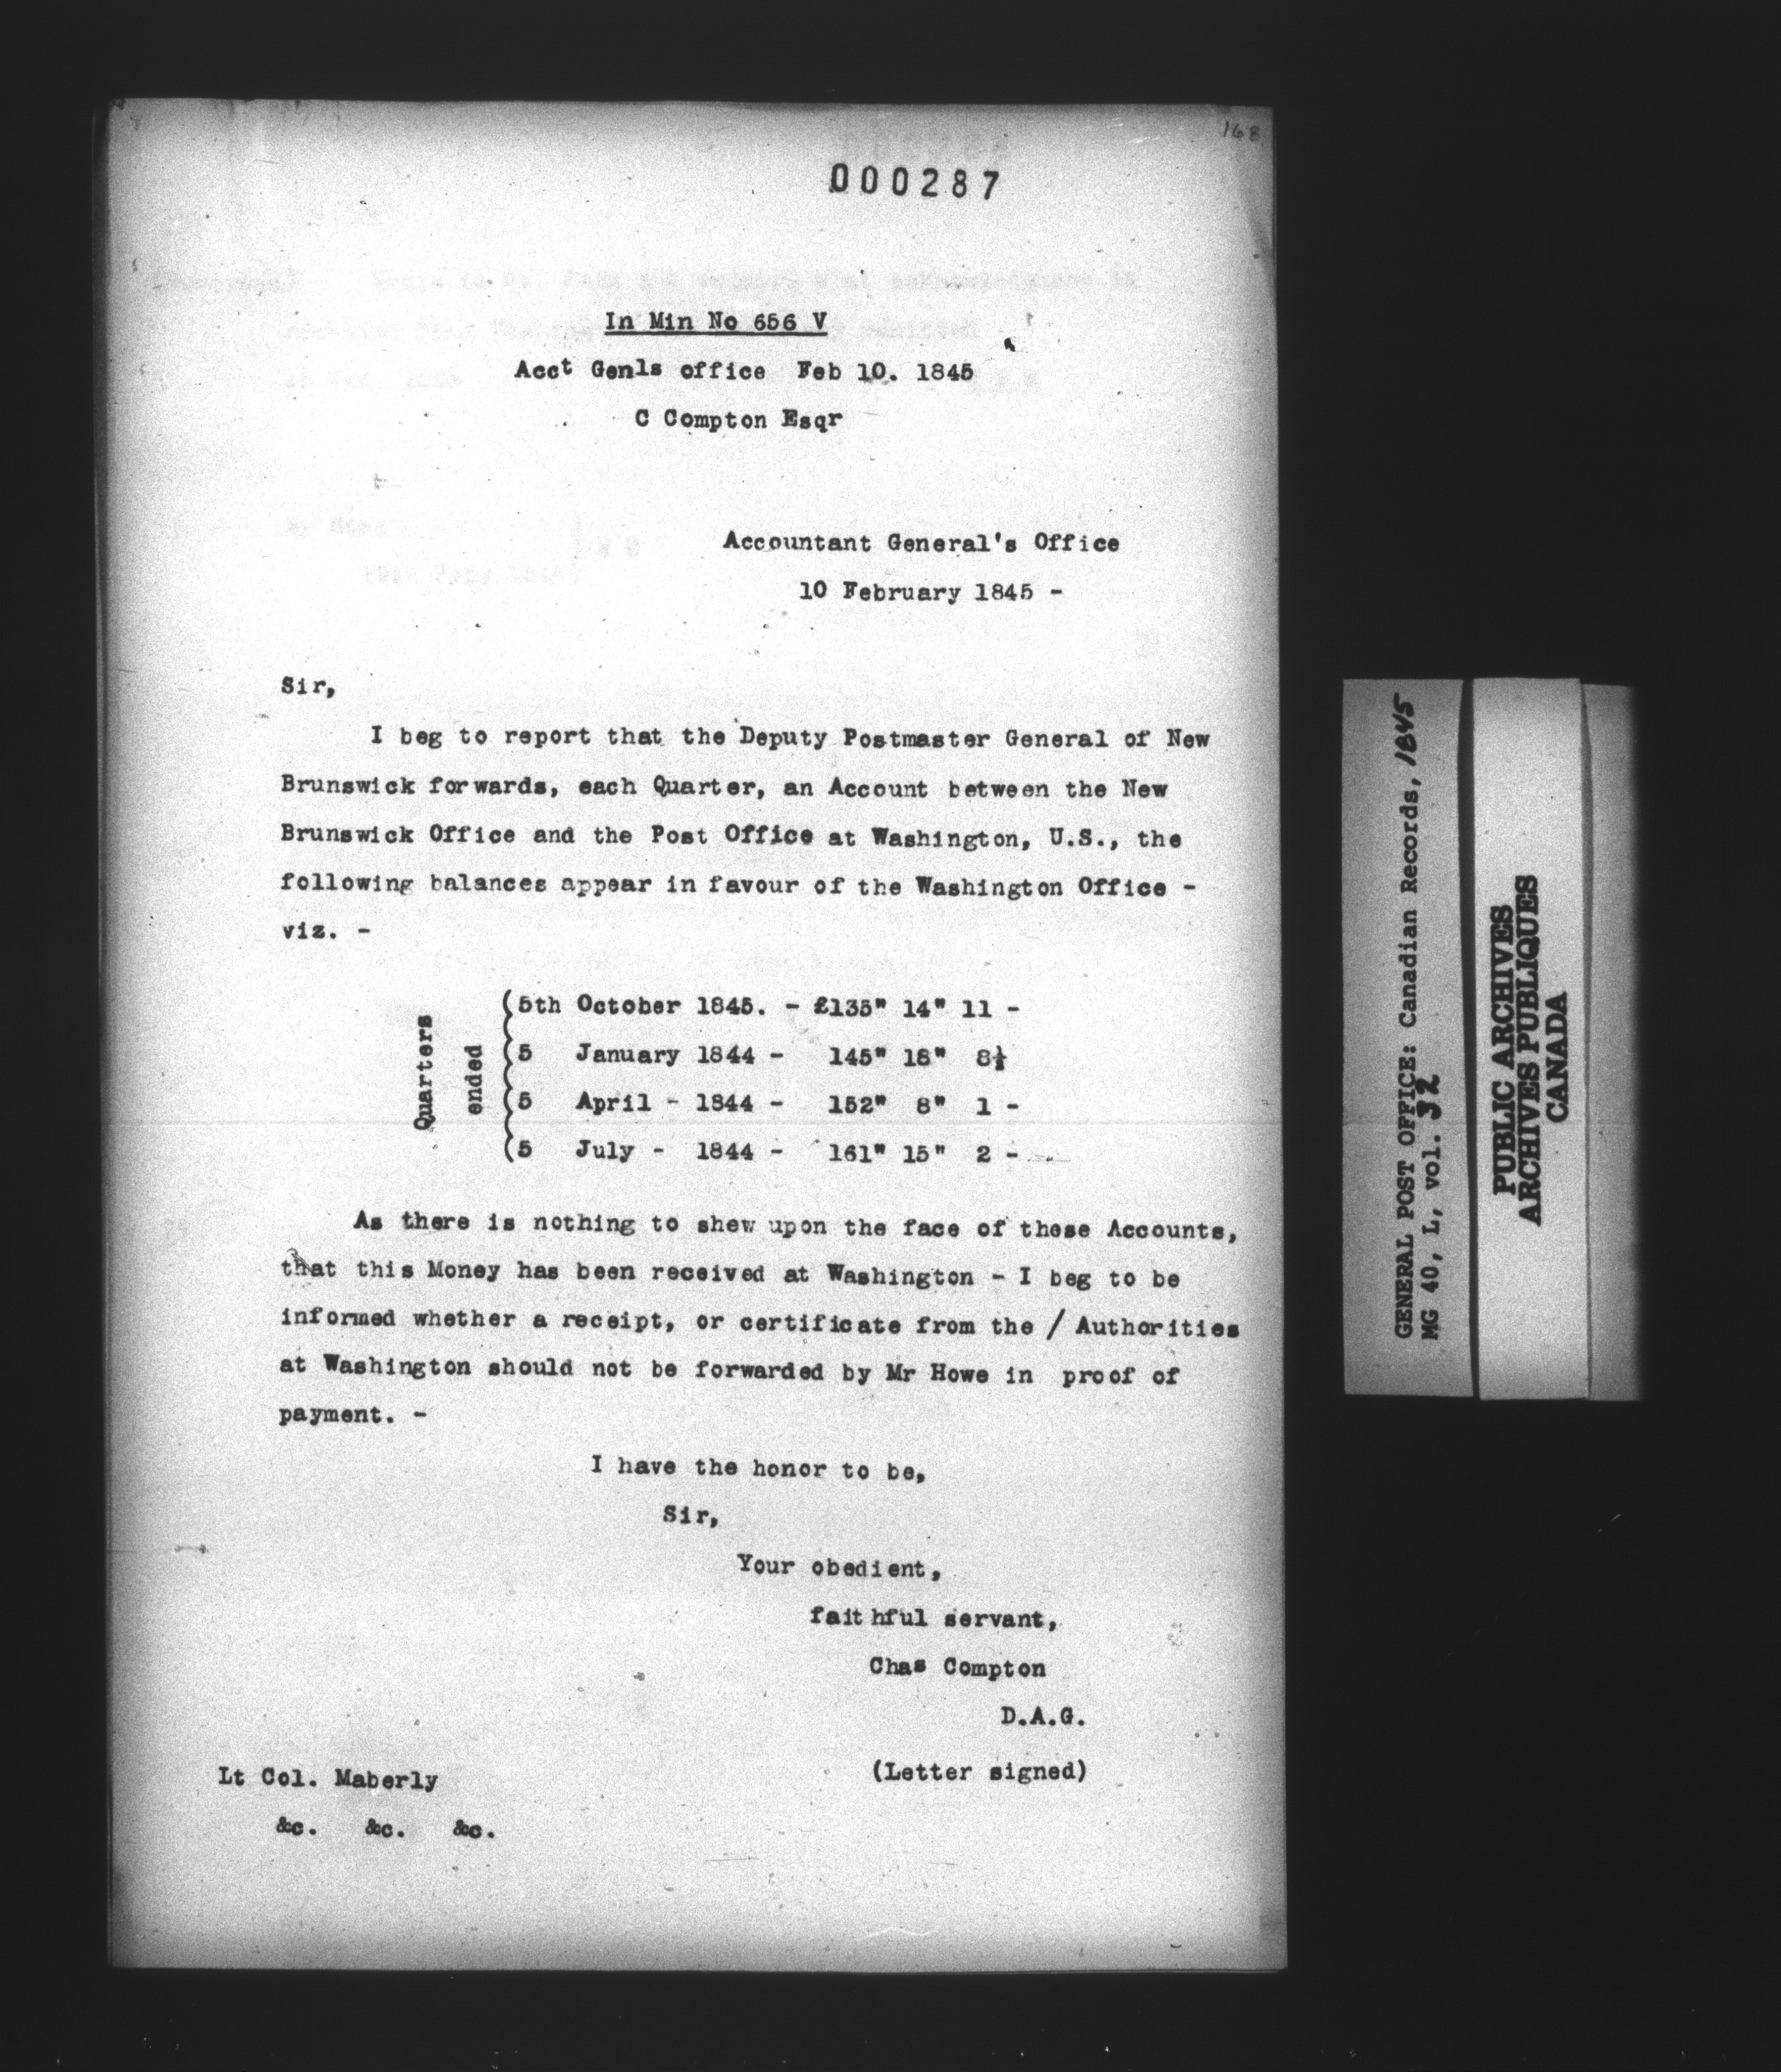 168
000287
In Min No 656 V
Acct Genls office Feb 10. 1845
C Compton Esqr
Accountant General's Office
10 February 1845 -
Sir,
I beg to report that the Deputy Postmaster General of New
Brunswick forwards, each Quarter, an Account between the New
Brunswick Office and the Post Office at Washington, U.S., the
following balances appear in favour of the Washington Office -
viz. -
Quarters ended
(5th October 1845. - £135" 14" 11 -
(5 January 1844 - 145" 18" 8½
(5 April - 1844 - 152" 8" 1 -
(5 July - 1844 - 161" 15" 2 -
As there is nothing to shew upon the face of these Accounts,
that this Money has been received at Washington - I beg to be
informed whether a receipt, or certificate from the / Authorities
at Washington should not be forwarded by Mr Howe in proof of
payment. -
I have the honor to be,
Sir,
Your obedient,
faithful servant,
Chas Compton
D.A.G.
(Letter signed)
Lt Col. Maberly
&c. &c. &c.
GENERAL POST OFFICE: Canadian Records, 1845
MG 40, L, vol. 32
PUBLIC ARCHIVES
ARCHIVES PUBLIQUES
CANADA